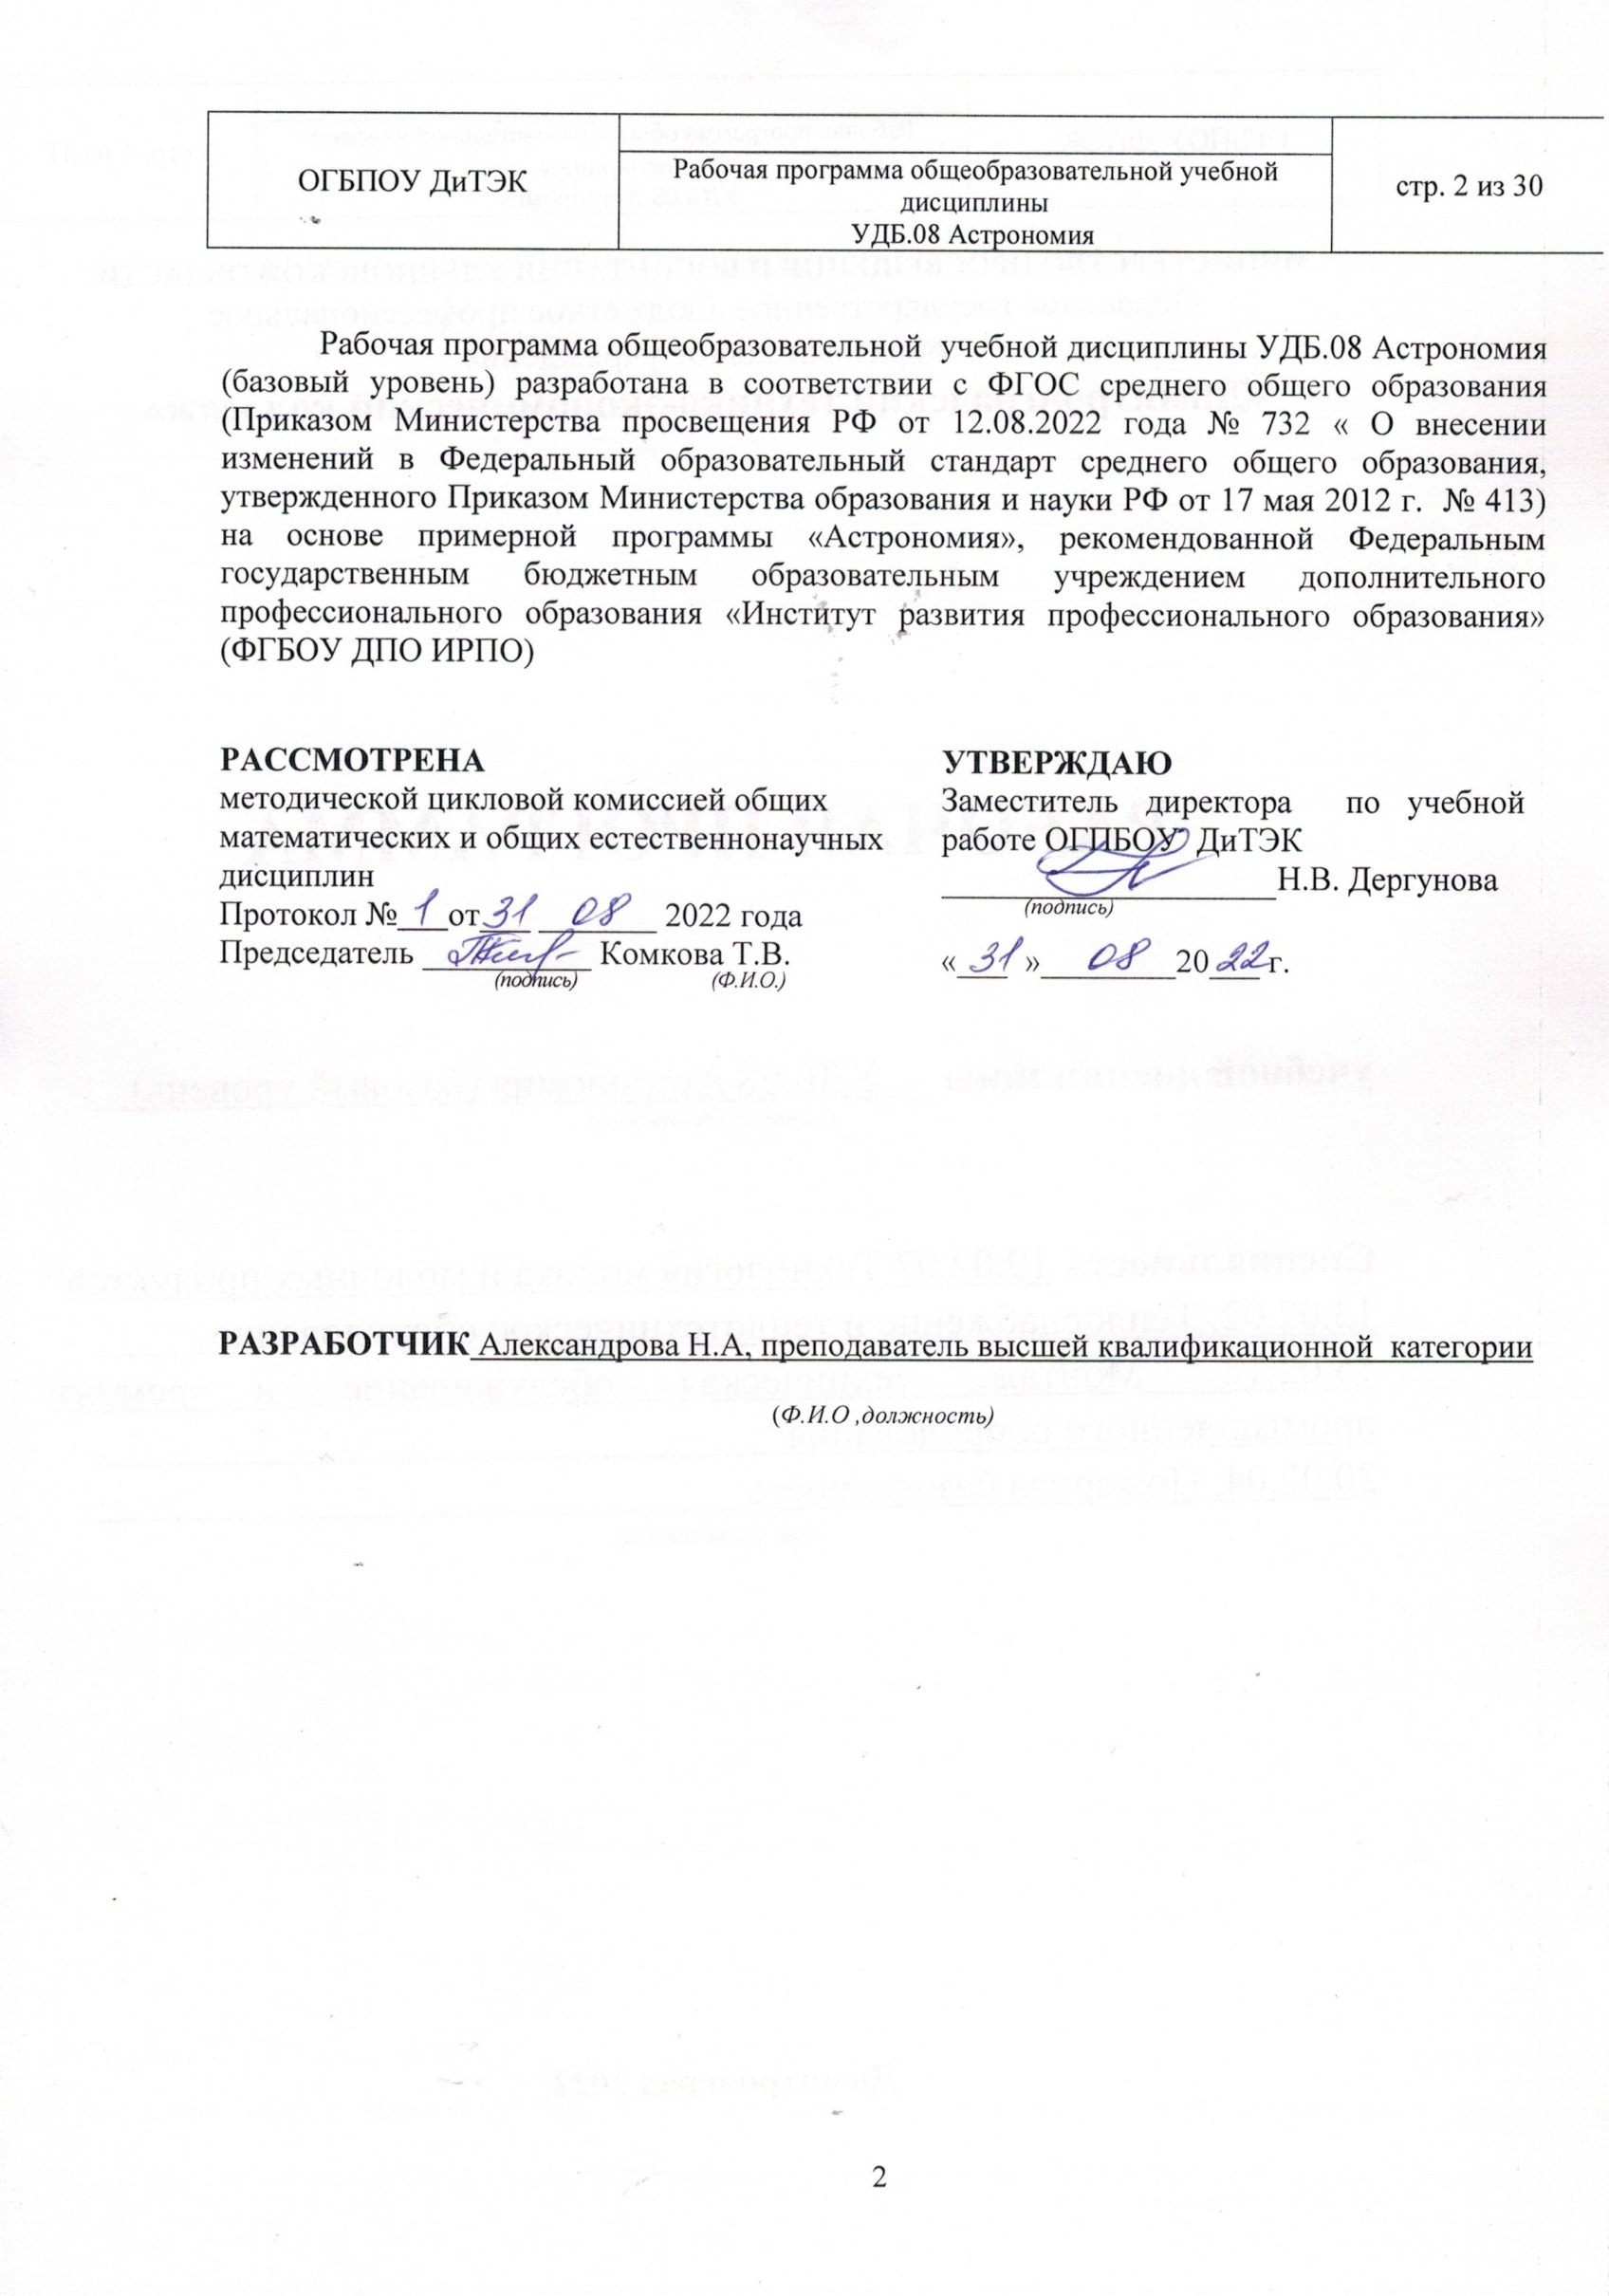 ОГБПОУ ДиТЭК
Рабочая программа общеобразовательной учебной
дисциплины
УДБ.08 Астрономия
стр. 2 из 30
Рабочая программа общеобразовательной учебной дисциплины УДБ.08 Астрономия
(базовый уровень) разработана в соответствии с ФГОС среднего общего образования
(Приказом Министерства просвещения РФ от 12.08.2022 года № 732 « О внесении
изменений в Федеральный образовательный стандарт среднего общего образования,
утвержденного Приказом Министерства образования и науки РФ от 17 мая 2012 г. № 413)
на основе примерной программы «Астрономия», рекомендованной Федеральным
государственным бюджетным образовательным учреждением дополнительного
профессионального образования «Институт развития профессионального образования»
(ФГБОУ ДПО ИРПО)
РАССМОТРЕНА
методической цикловой комиссией общих
математических и общих естественнонаучных
дисциплин
Протокол № 1 от 31 08 2022 года
Председатель Комкова Т.В.
(подпись) (Ф.И.О.)
УТВЕРЖДАЮ
Заместитель директора по учебной
работе ОГПБОУ ДиТЭК
Н.В. Дергунова
(подпись)
« 31 » 08 2022 г.
РАЗРАБОТЧИК Александрова Н.А, преподаватель высшей квалификационной категории
(Ф.И.О ,должность)
2